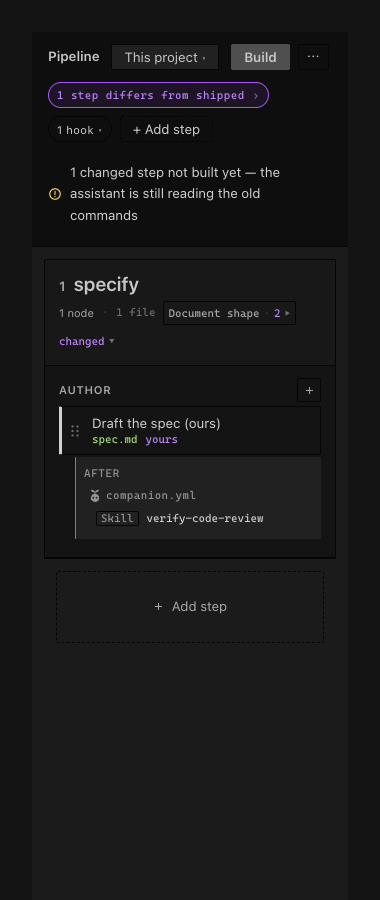 Pipeline This project · Build ···
1 step differs from shipped ›
1 hook · + Add step
1 changed step not built yet — the
assistant is still reading the old
commands
1 specify
1 node · 1 file Document shape · 2 ▸
changed ▾
AUTHOR +
Draft the spec (ours)
spec.md yours
AFTER
companion.yml
Skill verify-code-review
+ Add step